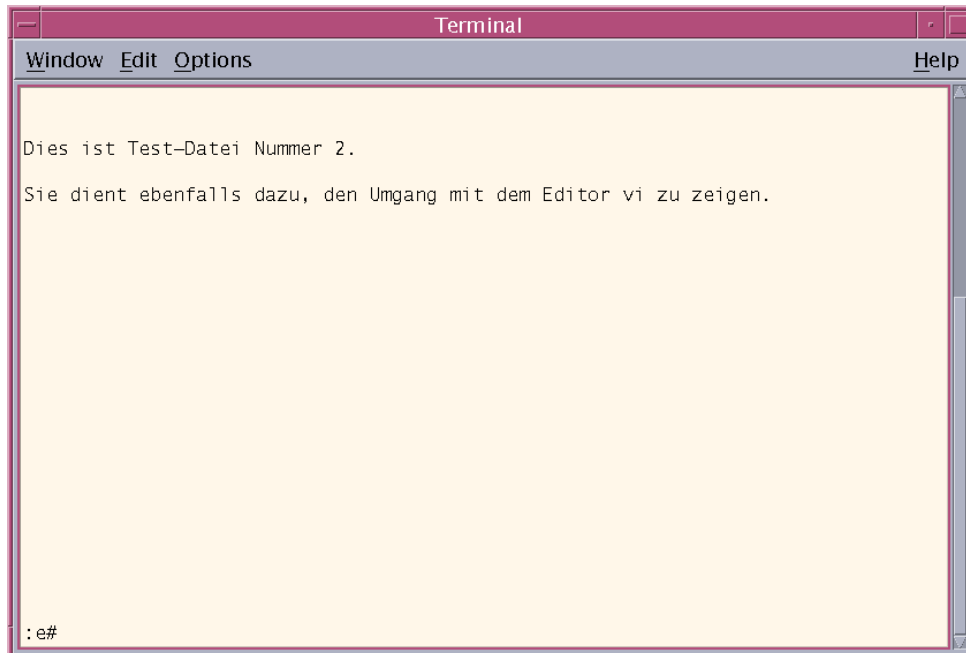 Terminal
Window Edit Options Help
Dies ist Test-Datei Nummer 2.
Sie dient ebenfalls dazu, den Umgang mit dem Editor vi zu zeigen.
:e#